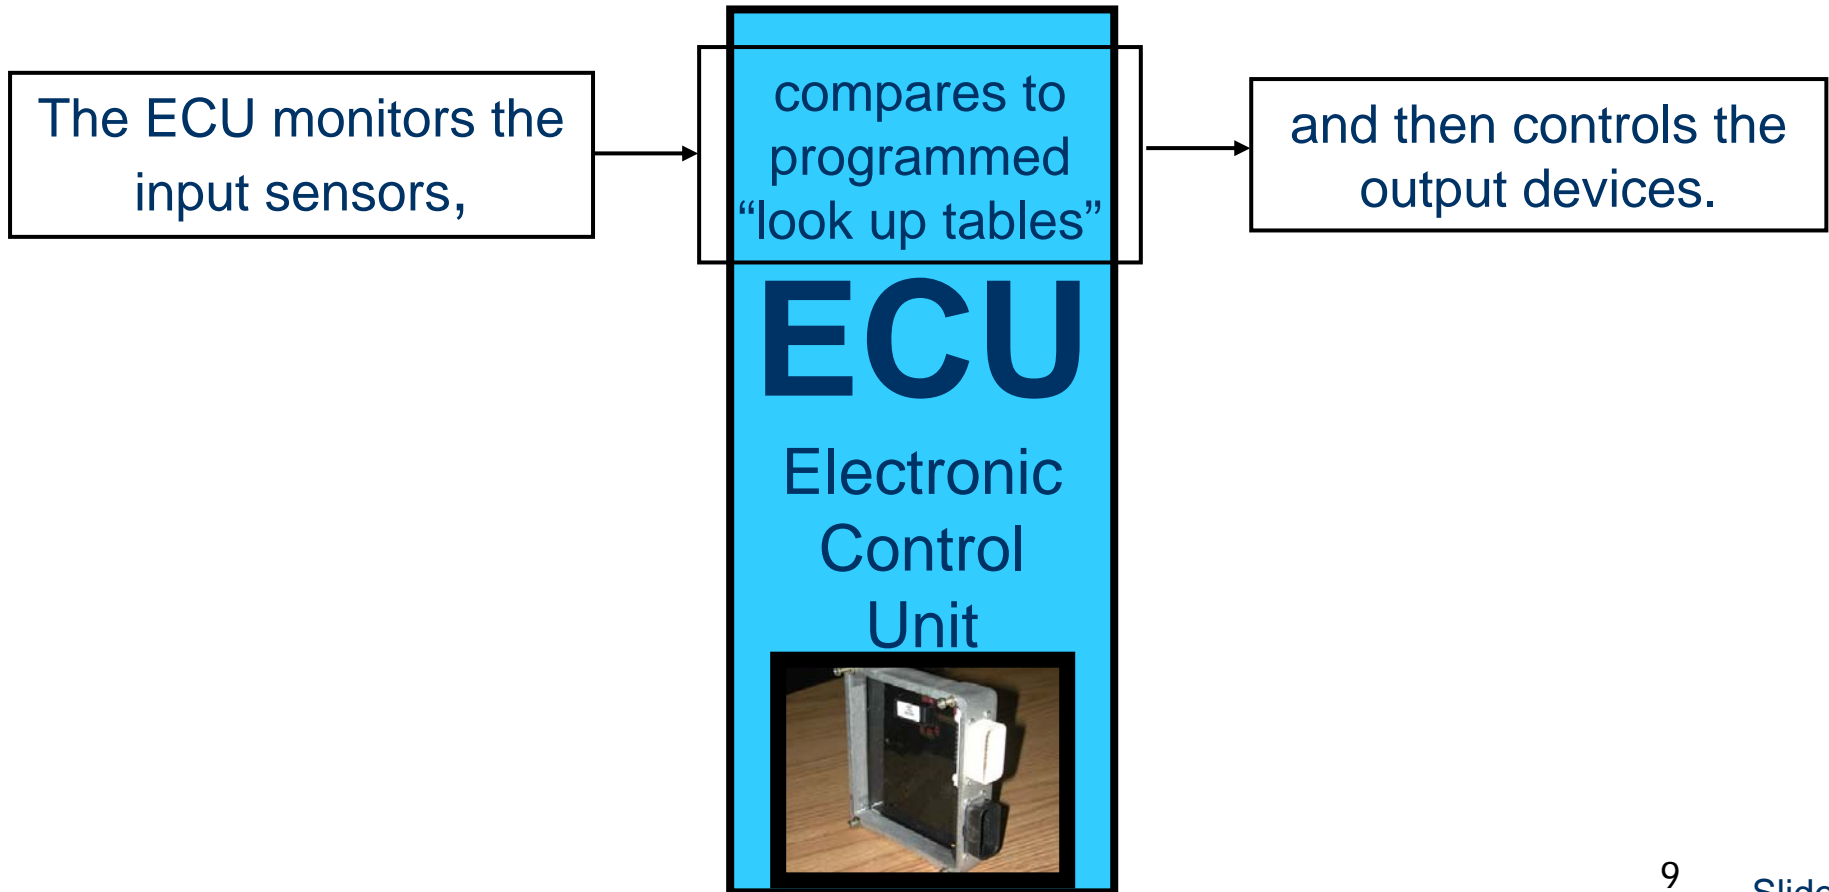 The ECU monitors the
input sensors,
compares to
programmed
“look up tables”
and then controls the
output devices.
ECU
Electronic
Control
Unit
9